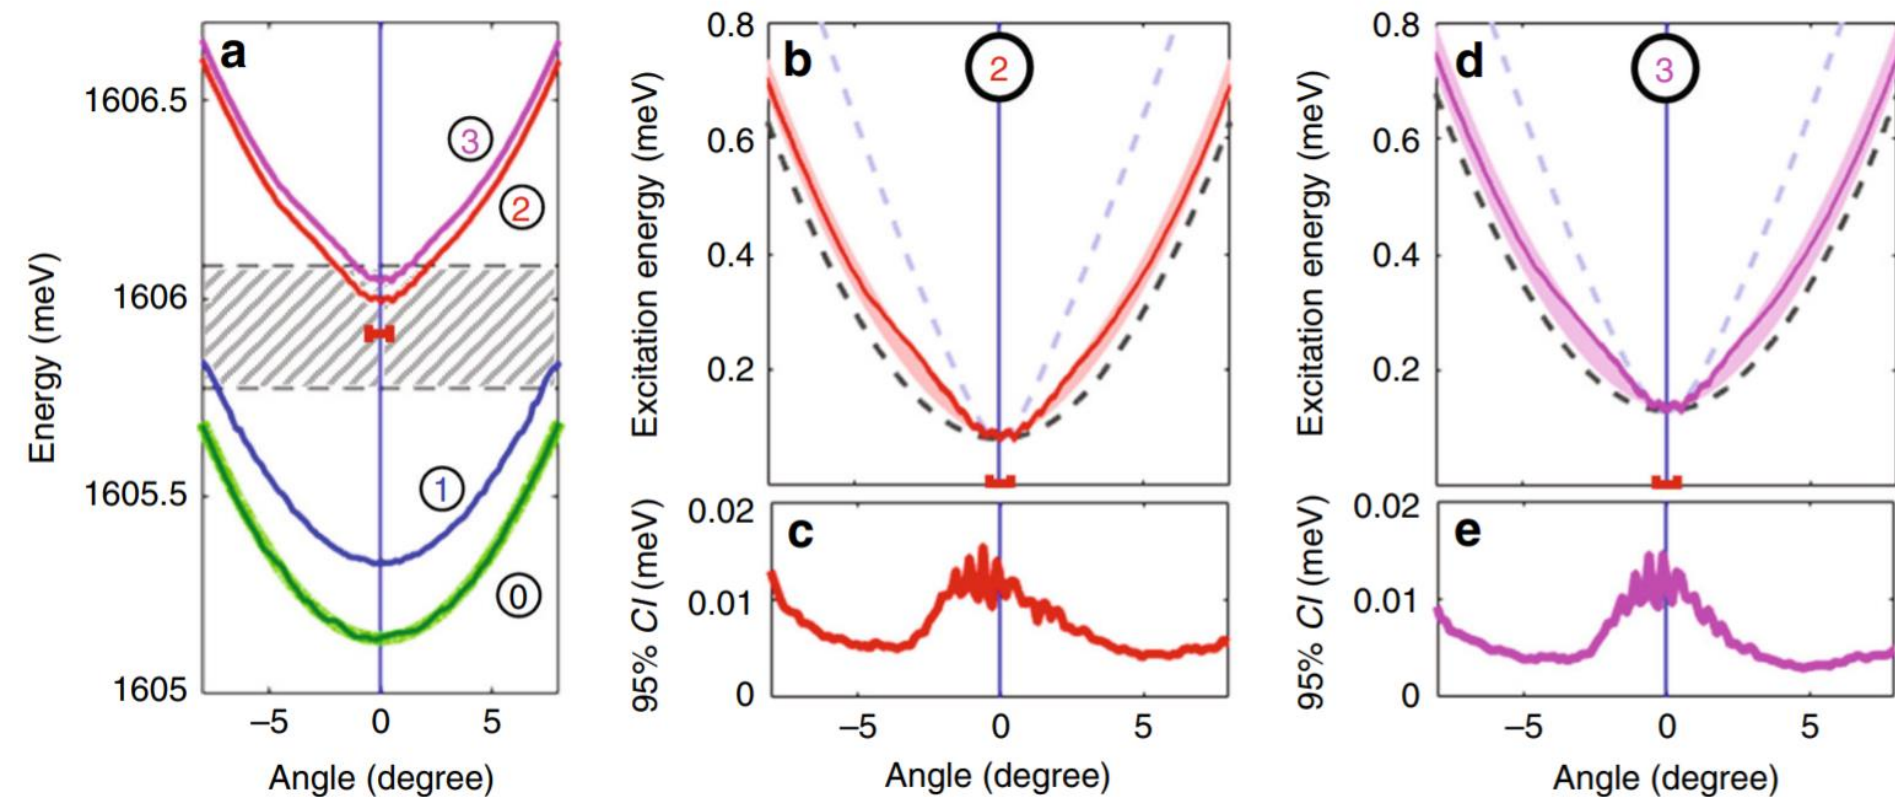 a
Energy (meV)
1606.5
1606
1605.5
1605
3
2
1
0
–5 0 5
Angle (degree)
b
2
Excitation energy (meV)
0.8
0.6
0.4
0.2
c
95% CI (meV)
0.02
0.01
0
–5 0 5
Angle (degree)
d
3
Excitation energy (meV)
0.8
0.6
0.4
0.2
e
95% CI (meV)
0.02
0.01
0
–5 0 5
Angle (degree)